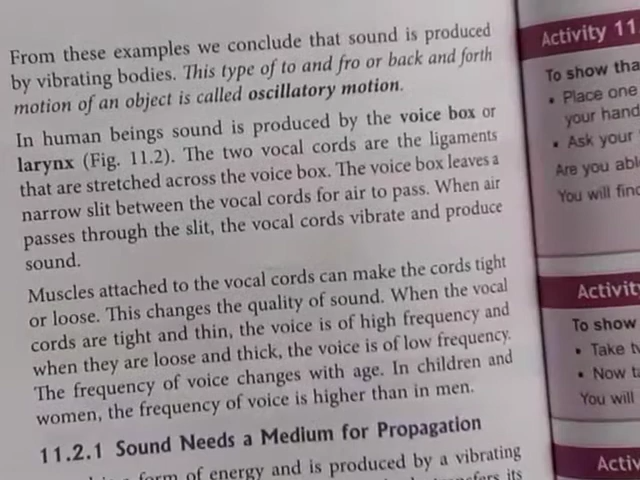 From these examples we conclude that sound is produced
by vibrating bodies. This type of to and fro or back and forth
motion of an object is called oscillatory motion.
In human beings sound is produced by the voice box or
larynx (Fig. 11.2). The two vocal cords are the ligaments
that are stretched across the voice box. The voice box leaves a
narrow slit between the vocal cords for air to pass. When air
passes through the slit, the vocal cords vibrate and produce
sound.
Muscles attached to the vocal cords can make the cords tight
or loose. This changes the quality of sound. When the vocal
cords are tight and thin, the voice is of high frequency and
when they are loose and thick, the voice is of low frequency.
The frequency of voice changes with age. In children and
women, the frequency of voice is higher than in men.
11.2.1 Sound Needs a Medium for Propagation
form of energy and is produced by a vibrating
its
Activity 11
To show tha
• Place one
your hand
• Ask your
Are you abl
You will find
Activity
To show
• Take tw
• Now ta
You will
Activ